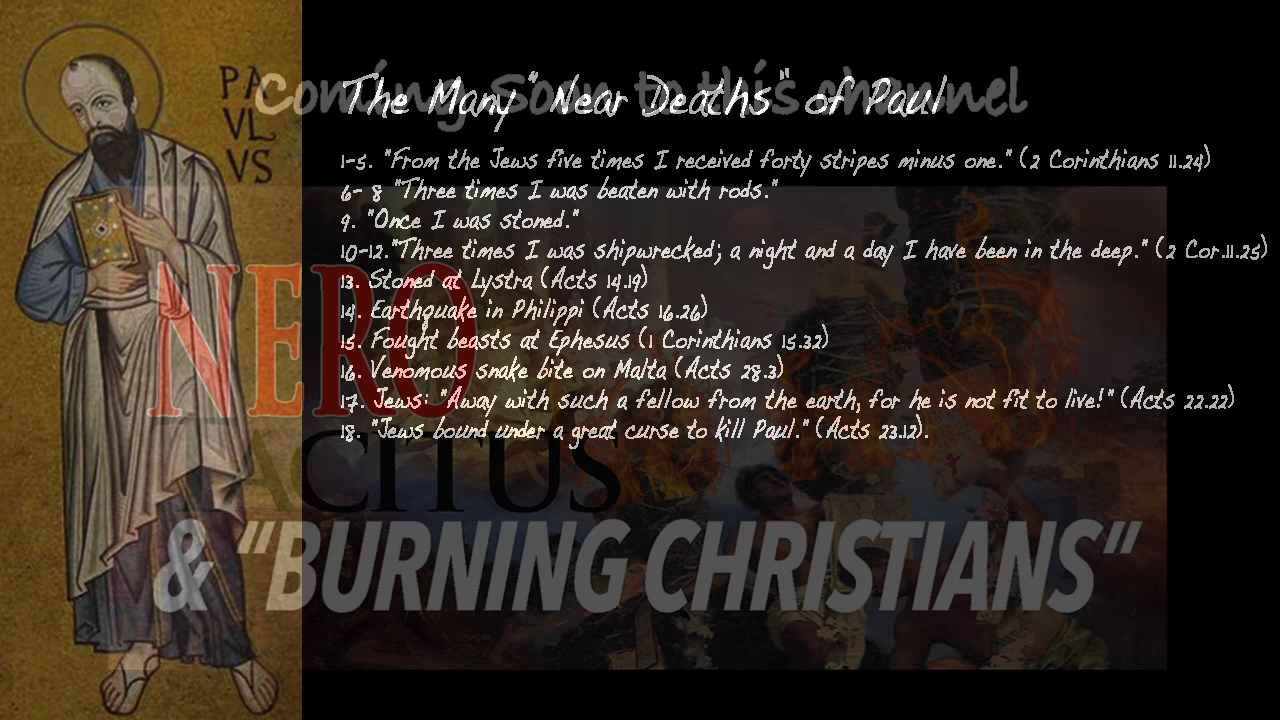 PA
VL
VS
Coming soon to this channel
The Many "Near Deaths" of Paul
1-5. "From the Jews five times I received forty stripes minus one." (2 Corinthians 11.24)
6- 8 "Three times I was beaten with rods."
9. "Once I was stoned."
10-12."Three times I was shipwrecked; a night and a day I have been in the deep." (2 Cor.11.25)
13. Stoned at Lystra (Acts 14.19)
14. Earthquake in Philippi (Acts 16.26)
15. Fought beasts at Ephesus (1 Corinthians 15.32)
16. Venomous snake bite on Malta (Acts 28.3)
17. Jews: "Away with such a fellow from the earth, for he is not fit to live!" (Acts 22.22)
18. "Jews bound under a great curse to kill Paul." (Acts 23.12).
NERO
TACITUS
& "BURNING CHRISTIANS"